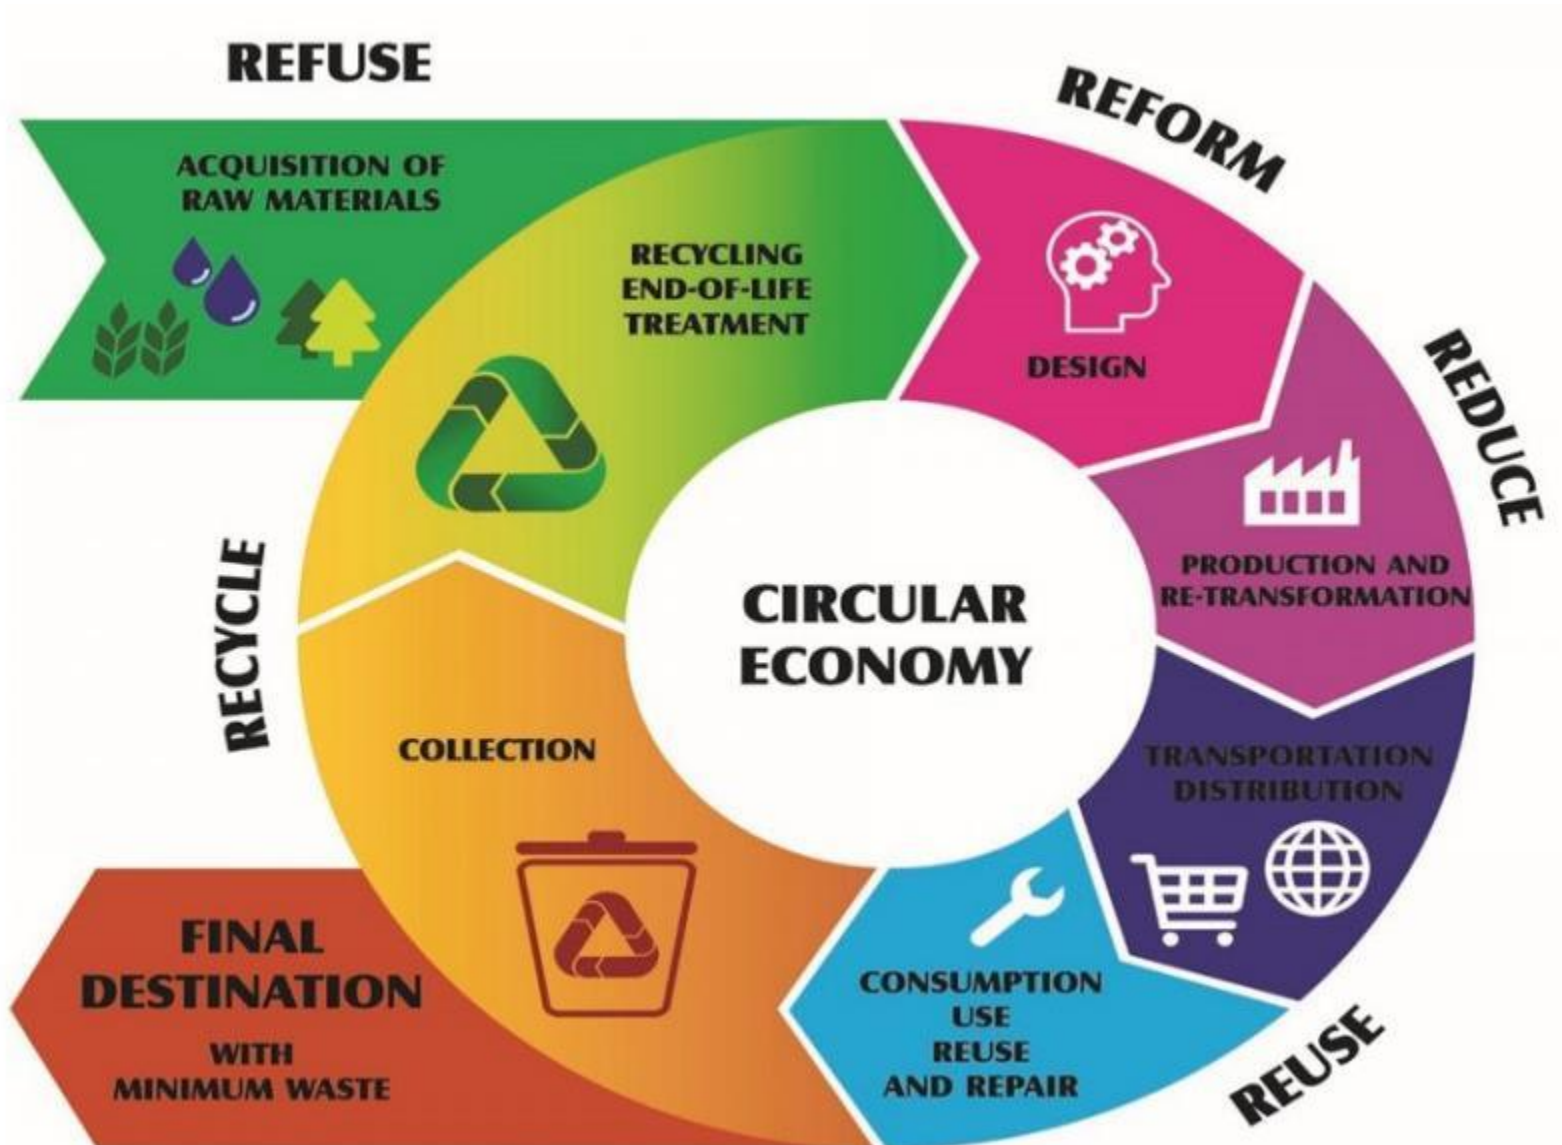 REFUSE
REFORM
ACQUISITION OF
RAW MATERIALS
RECYCLING
END-OF-LIFE
TREATMENT
DESIGN
REDUCE
PRODUCTION AND
RE-TRANSFORMATION
RECYCLE
CIRCULAR
ECONOMY
COLLECTION
TRANSPORTATION
DISTRIBUTION
FINAL
DESTINATION
WITH
MINIMUM WASTE
CONSUMPTION
USE
REUSE
AND REPAIR
REUSE